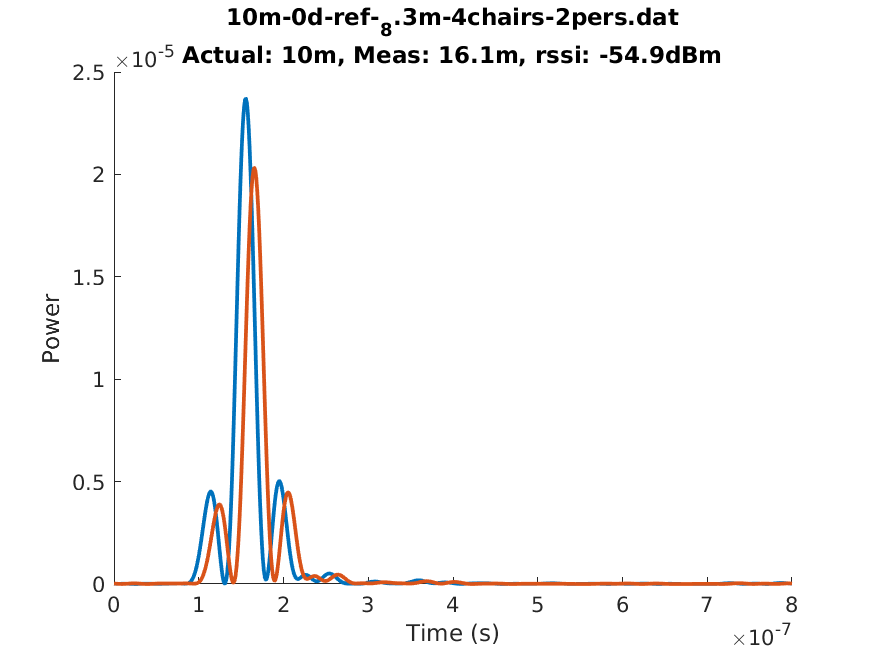 10m-0d-ref-8.3m-4chairs-2pers.dat
Actual: 10m, Meas: 16.1m, rssi: -54.9dBm
×10-5
2.5
2
1.5
1
0.5
0
Power
0 1 2 3 4 5 6 7 8
Time (s)
×10-7